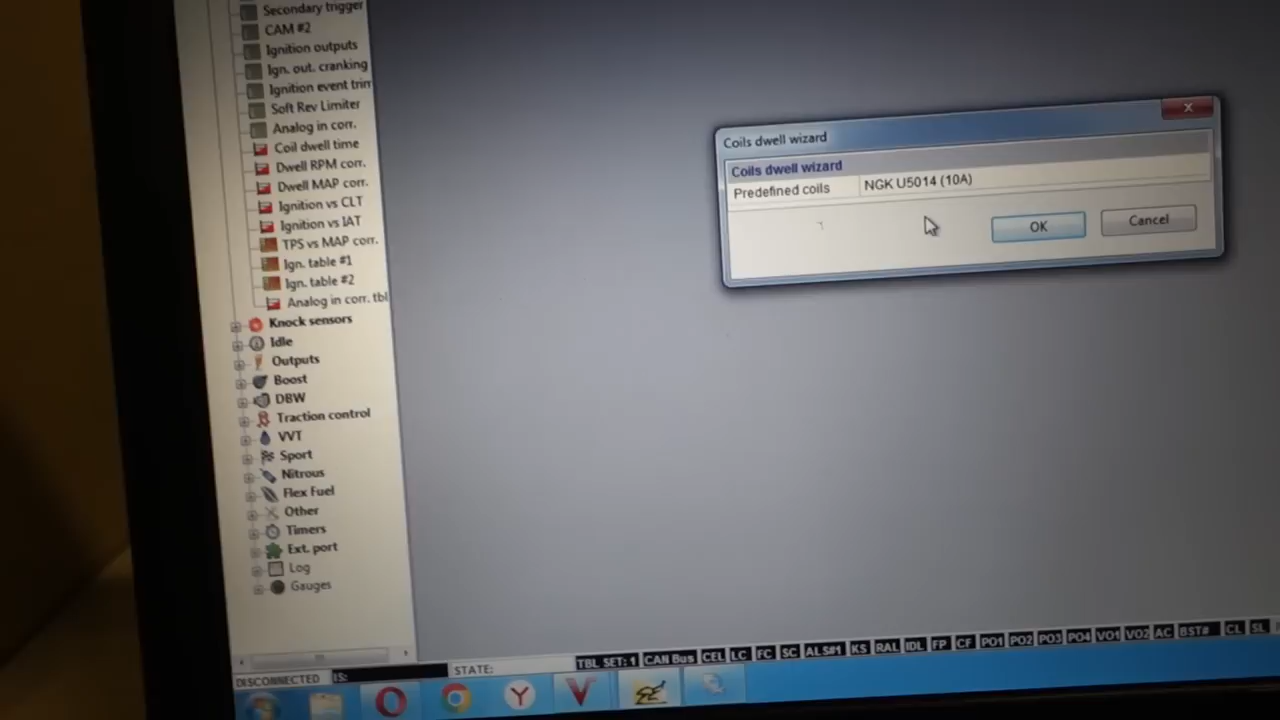 Secondary trigger
CAM #2
Ignition outputs
Ign. out. cranking
Ignition event trim
Soft Rev Limiter
Analog in corr.
Coil dwell time
Dwell RPM corr.
Dwell MAP corr.
Ignition vs CLT
Ignition vs IAT
TPS vs MAP corr.
Ign. table #1
Ign. table #2
Analog in corr. tbl
Knock sensors
Idle
Outputs
Boost
DBW
Traction control
VVT
Sport
Nitrous
Flex Fuel
Other
Timers
Ext. port
Log
Gauges
Coils dwell wizard
Coils dwell wizard
Predefined coils NGK U5014 (10A)
OK Cancel
DISCONNECTED IS: STATE: TBL SET: 1 CAN Bus CEL LC FC SC ALS#1 KS RAL IDL FP CF PO1 PO2 PO3 PO4 VO1 VO2 AC BST# CL SL